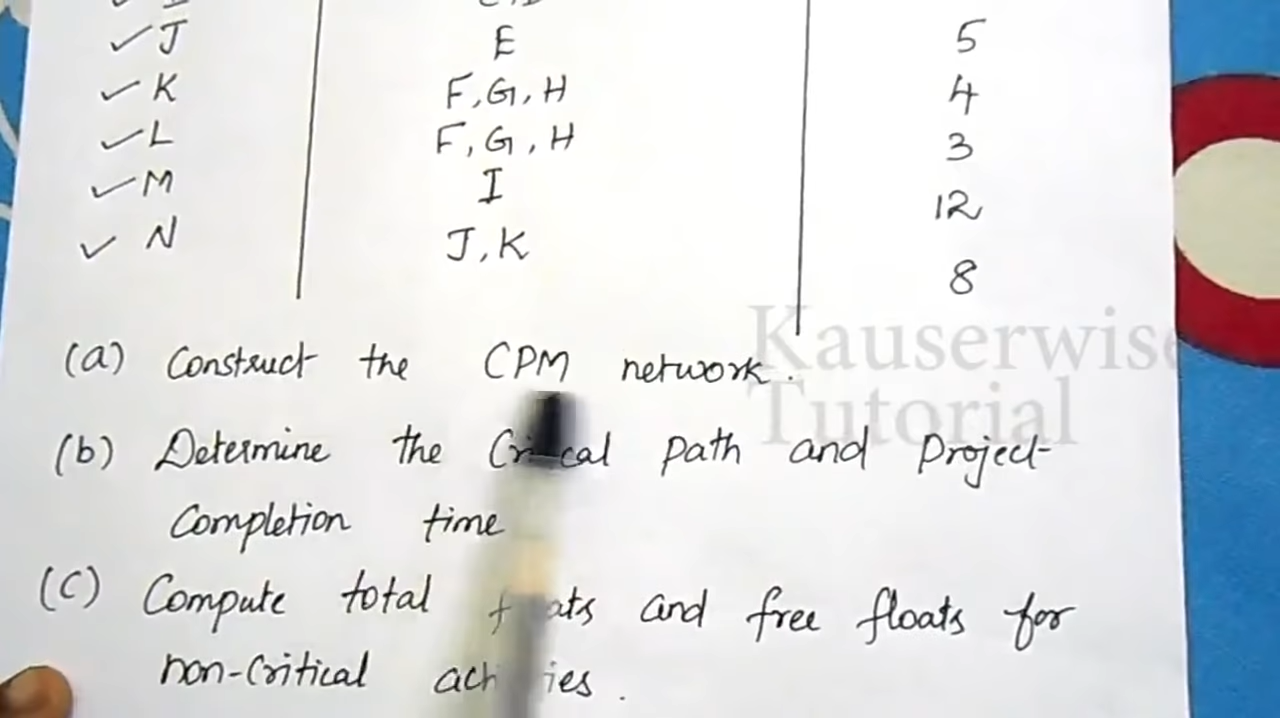 ✓ J E 5
✓ K F, G, H 4
✓ L F, G, H 3
✓ M I 12
✓ N J, K 8
(a) Construct the CPM network.
Kauserwise
Tutorial
(b) Determine the path and Project
Completion time
(c) Compute total and free floats for
non-Critical